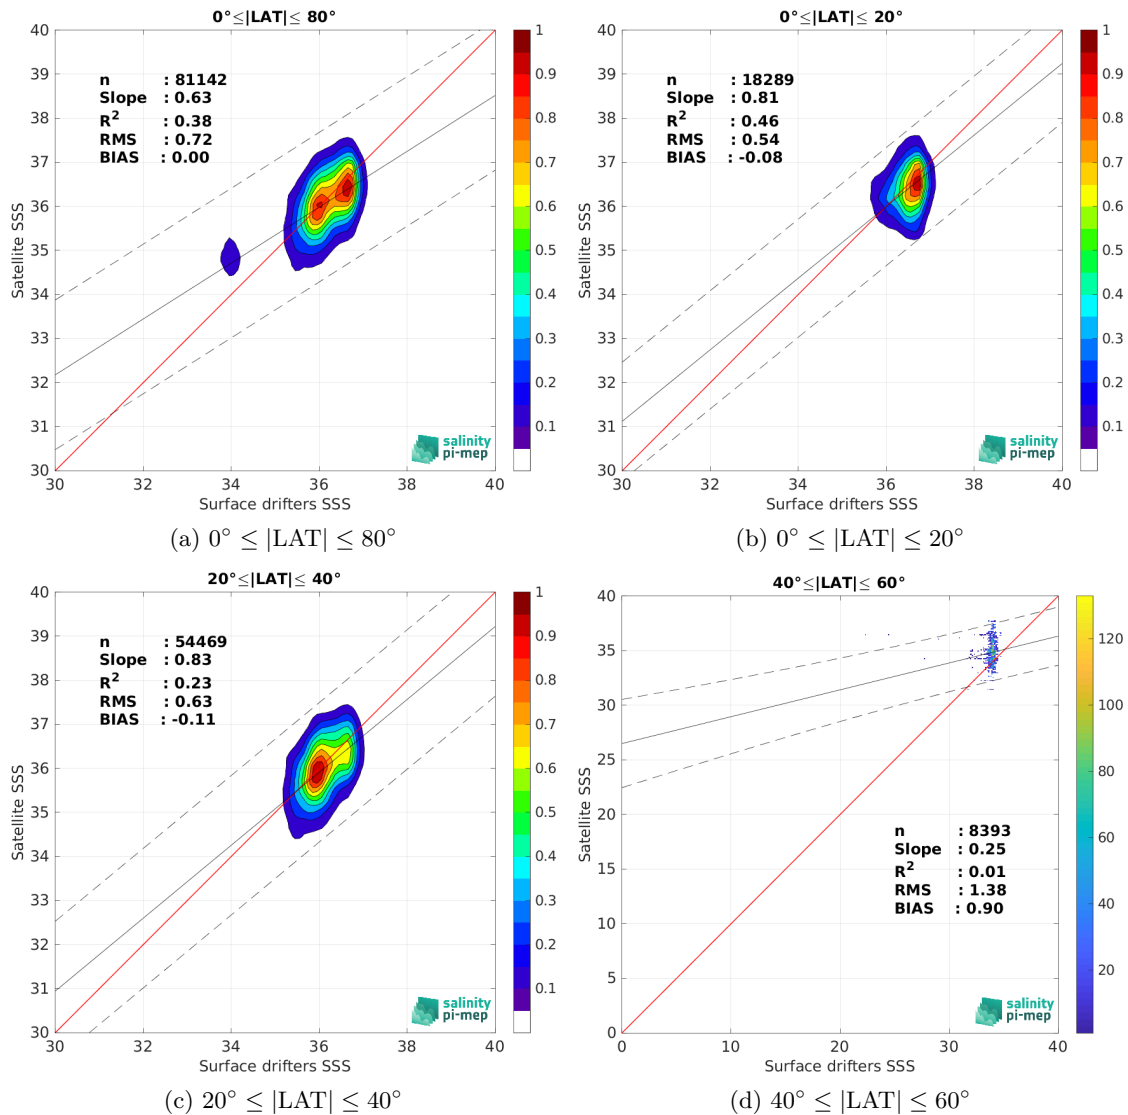 0°≤|LAT|≤ 80°
40
39
38
37
36
35
34
33
32
31
30
Satellite SSS
n : 81142
Slope : 0.63
R² : 0.38
RMS : 0.72
BIAS : 0.00
salinity
pi-mep
30 32 34 36 38 40
Surface drifters SSS
1
0.9
0.8
0.7
0.6
0.5
0.4
0.3
0.2
0.1
(a) 0° ≤ |LAT| ≤ 80°
0°≤|LAT|≤ 20°
40
39
38
37
36
35
34
33
32
31
30
Satellite SSS
n : 18289
Slope : 0.81
R² : 0.46
RMS : 0.54
BIAS : -0.08
salinity
pi-mep
30 32 34 36 38 40
Surface drifters SSS
1
0.9
0.8
0.7
0.6
0.5
0.4
0.3
0.2
0.1
(b) 0° ≤ |LAT| ≤ 20°
20°≤|LAT|≤ 40°
40
39
38
37
36
35
34
33
32
31
30
Satellite SSS
n : 54469
Slope : 0.83
R² : 0.23
RMS : 0.63
BIAS : -0.11
salinity
pi-mep
30 32 34 36 38 40
Surface drifters SSS
1
0.9
0.8
0.7
0.6
0.5
0.4
0.3
0.2
0.1
(c) 20° ≤ |LAT| ≤ 40°
40°≤|LAT|≤ 60°
40
35
30
25
20
15
10
5
0
Satellite SSS
n : 8393
Slope : 0.25
R² : 0.01
RMS : 1.38
BIAS : 0.90
salinity
pi-mep
0 10 20 30 40
Surface drifters SSS
120
100
80
60
40
20
(d) 40° ≤ |LAT| ≤ 60°